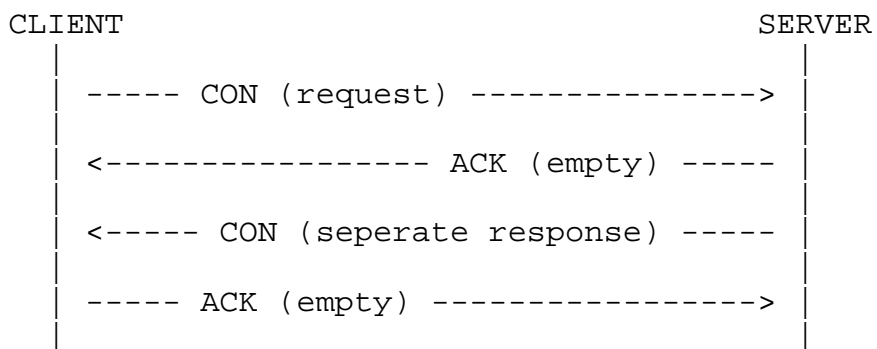 CLIENT SERVER
| ----- CON (request) ---------------> |
| <----------------- ACK (empty) ----- |
| <----- CON (seperate response) ----- |
| ----- ACK (empty) -----------------> |